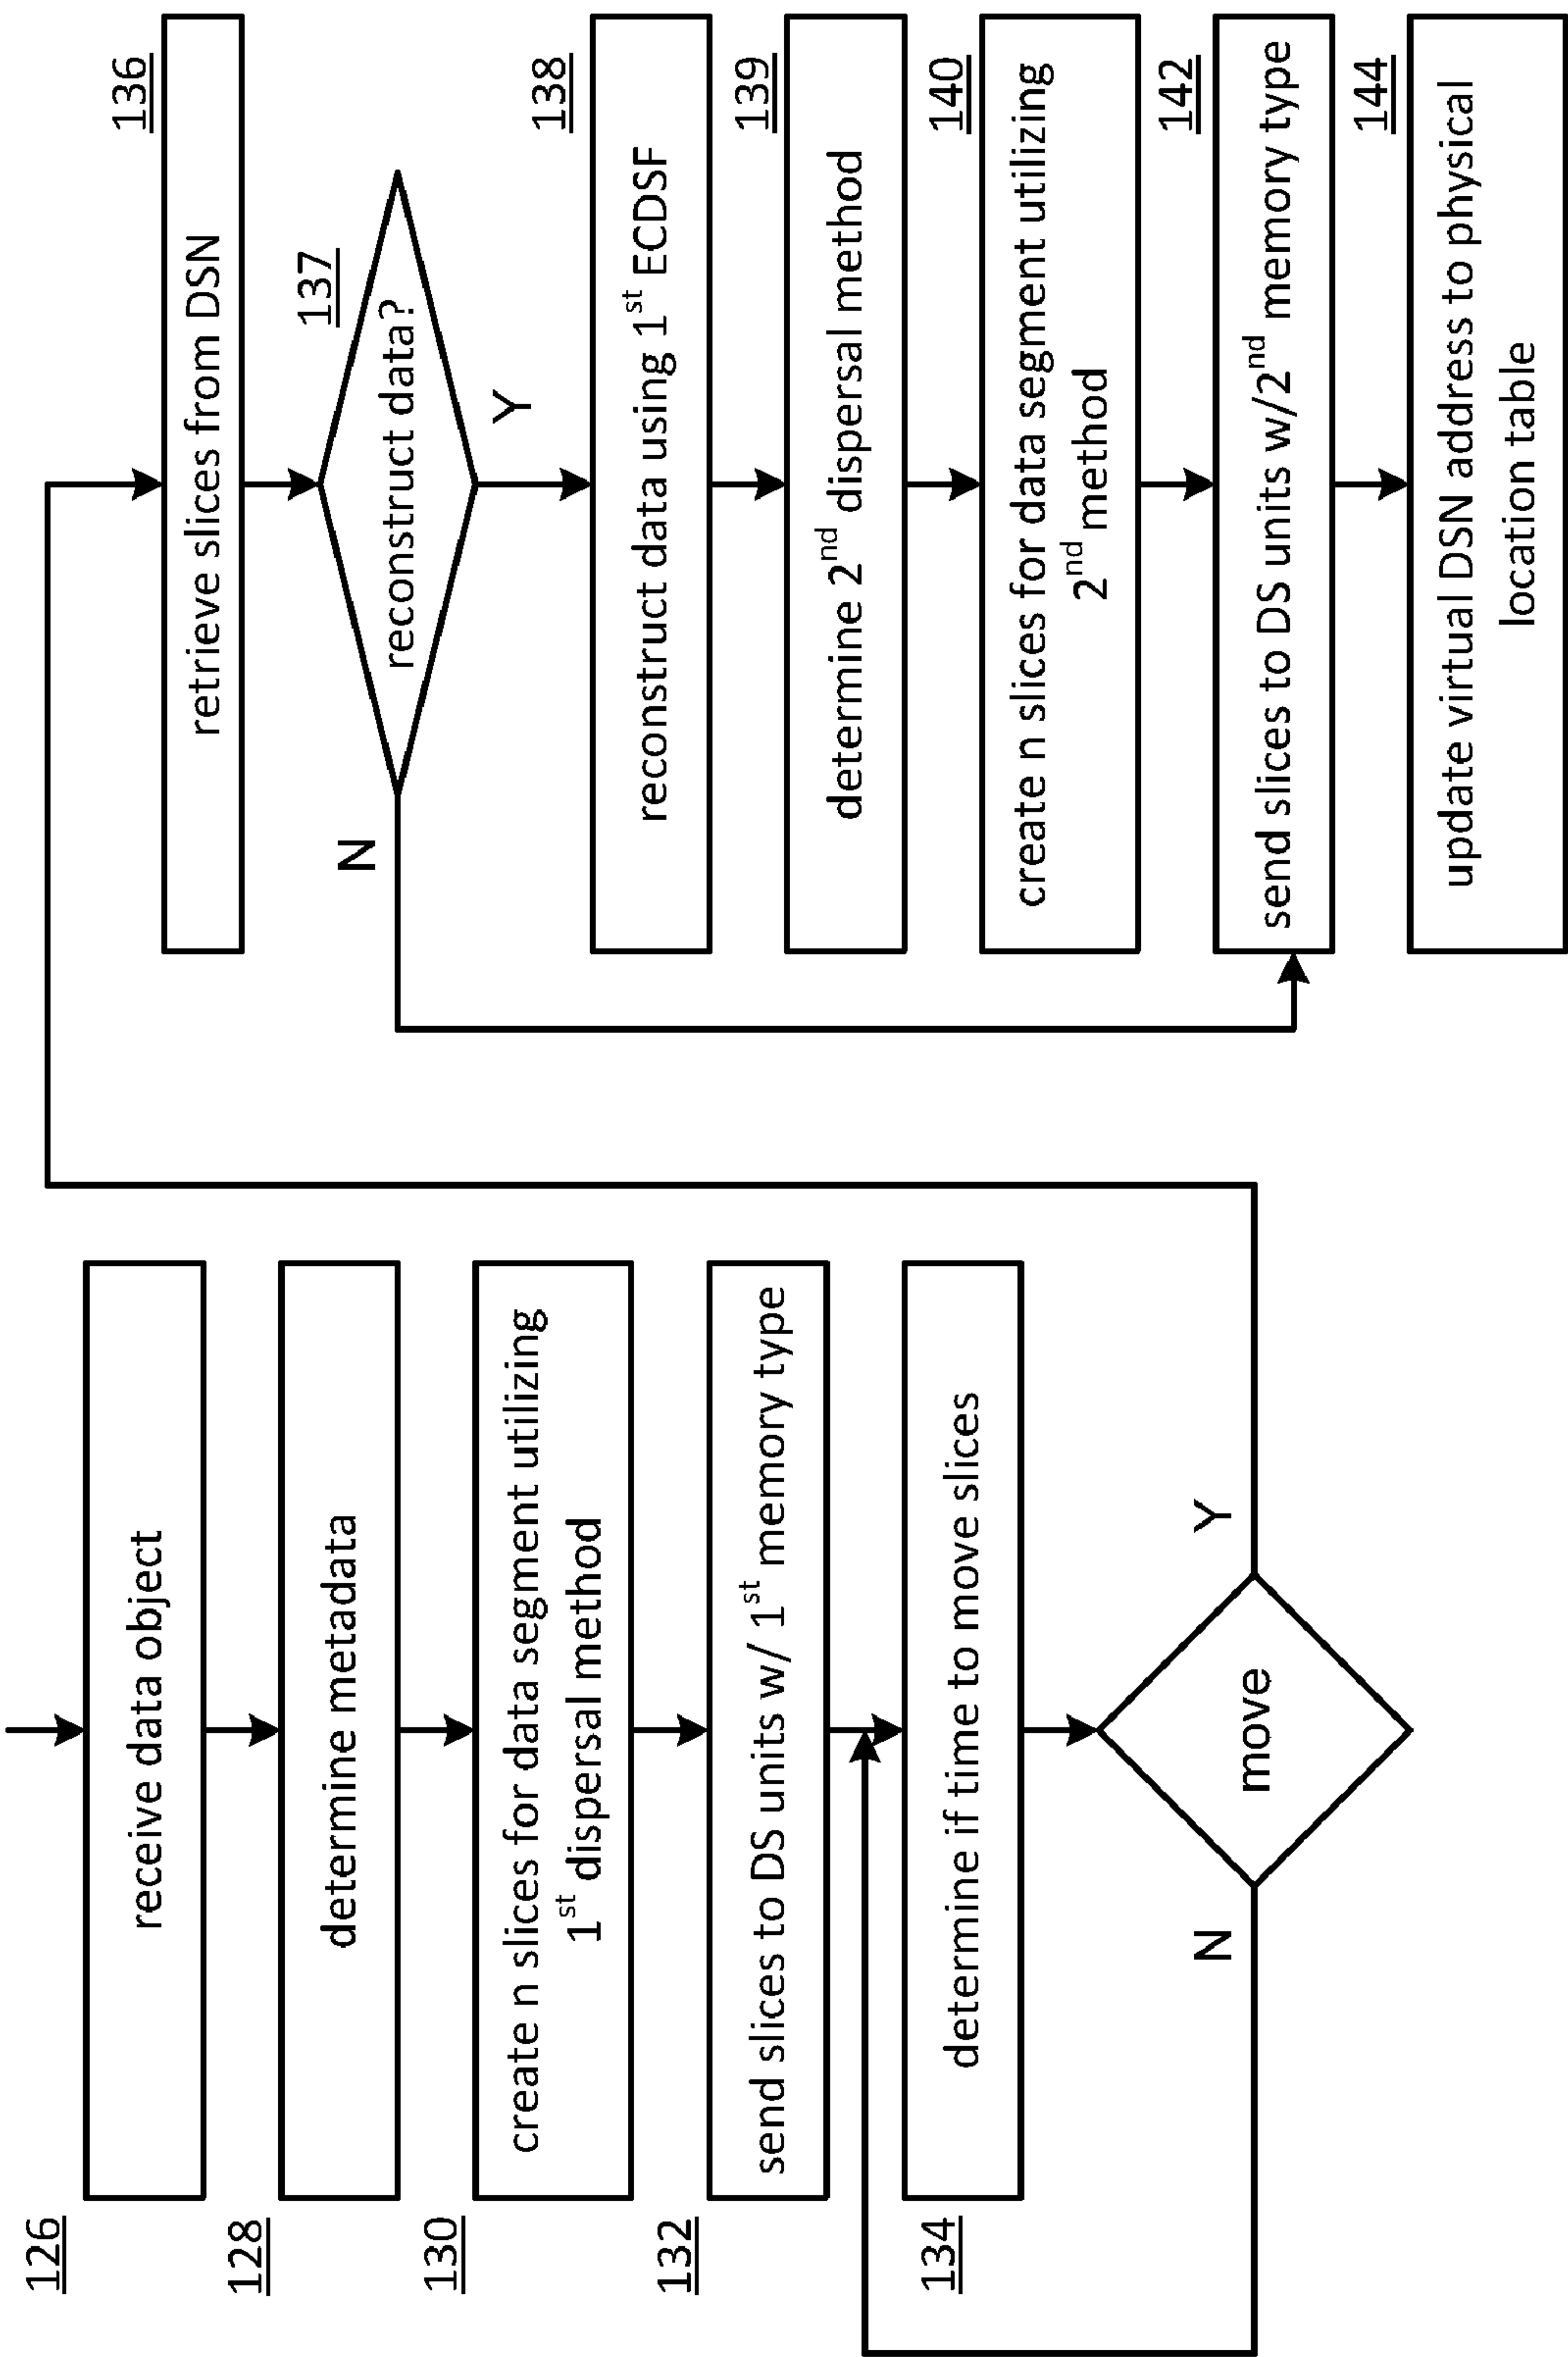 126
receive data object
128
determine metadata
130
create n slices for data segment utilizing
1st dispersal method
132
send slices to DS units w/ 1st memory type
134
determine if time to move slices
move
N
Y
136
retrieve slices from DSN
137
reconstruct data?
N
Y
138
reconstruct data using 1st ECDSF
139
determine 2nd dispersal method
140
create n slices for data segment utilizing
2nd method
142
send slices to DS units w/2nd memory type
144
update virtual DSN address to physical
location table